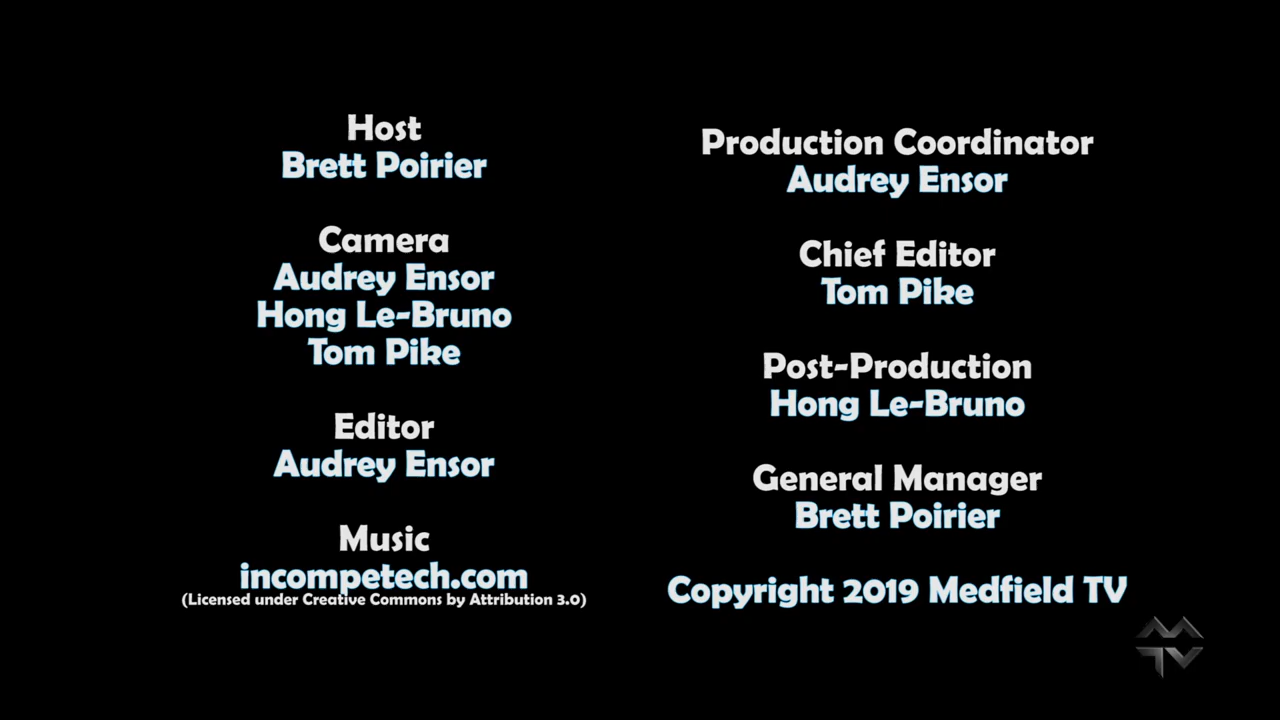 Host
Brett Poirier
Camera
Audrey Ensor
Hong Le-Bruno
Tom Pike
Editor
Audrey Ensor
Music
incompetech.com
(Licensed under Creative Commons by Attribution 3.0)
Production Coordinator
Audrey Ensor
Chief Editor
Tom Pike
Post-Production
Hong Le-Bruno
General Manager
Brett Poirier
Copyright 2019 Medfield TV
M
TV